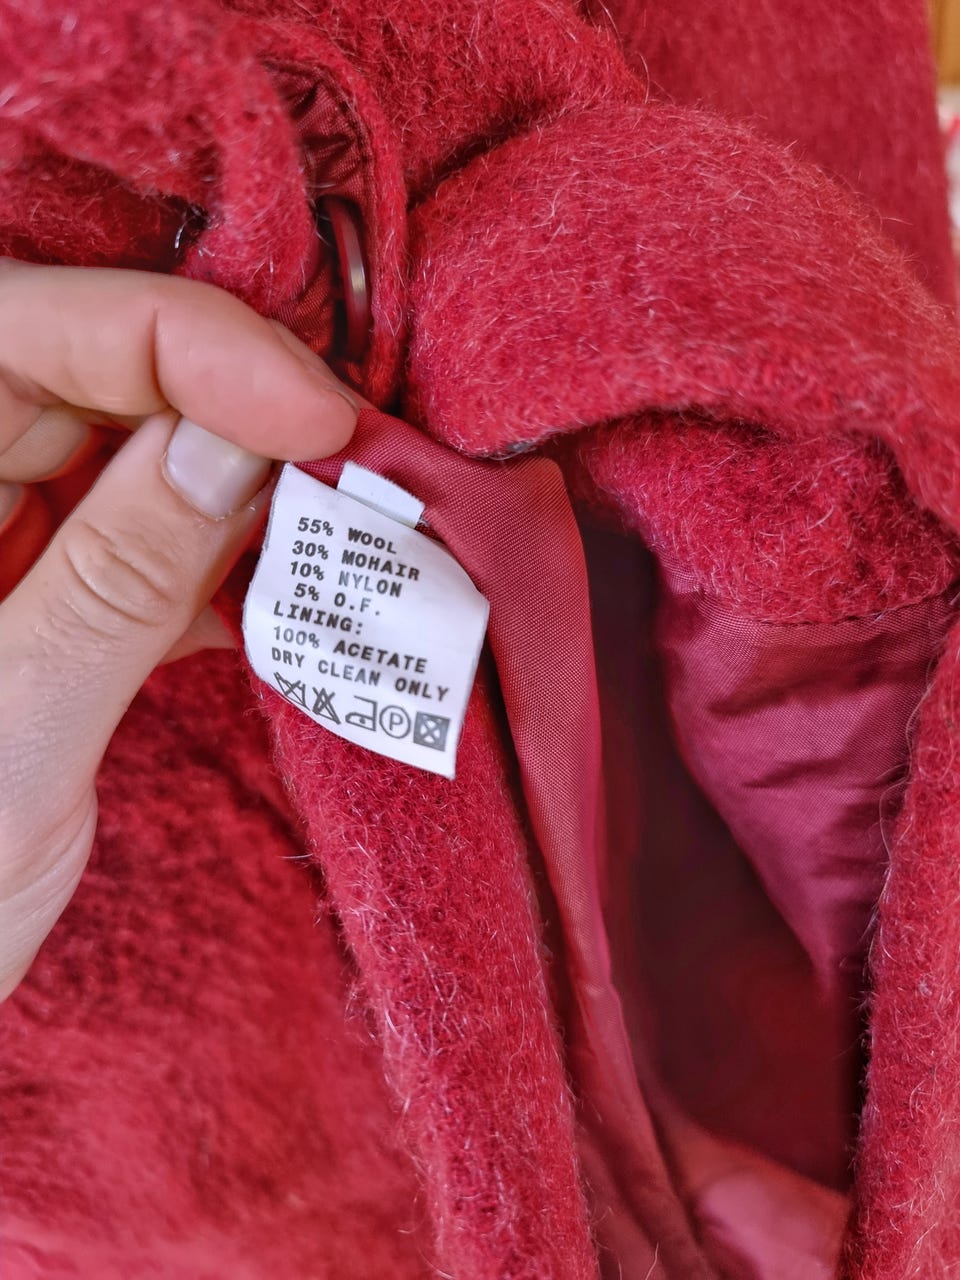 55% WOOL
30% MOHAIR
10% NYLON
5% O.F.
LINING:
100% ACETATE
DRY CLEAN ONLY
P